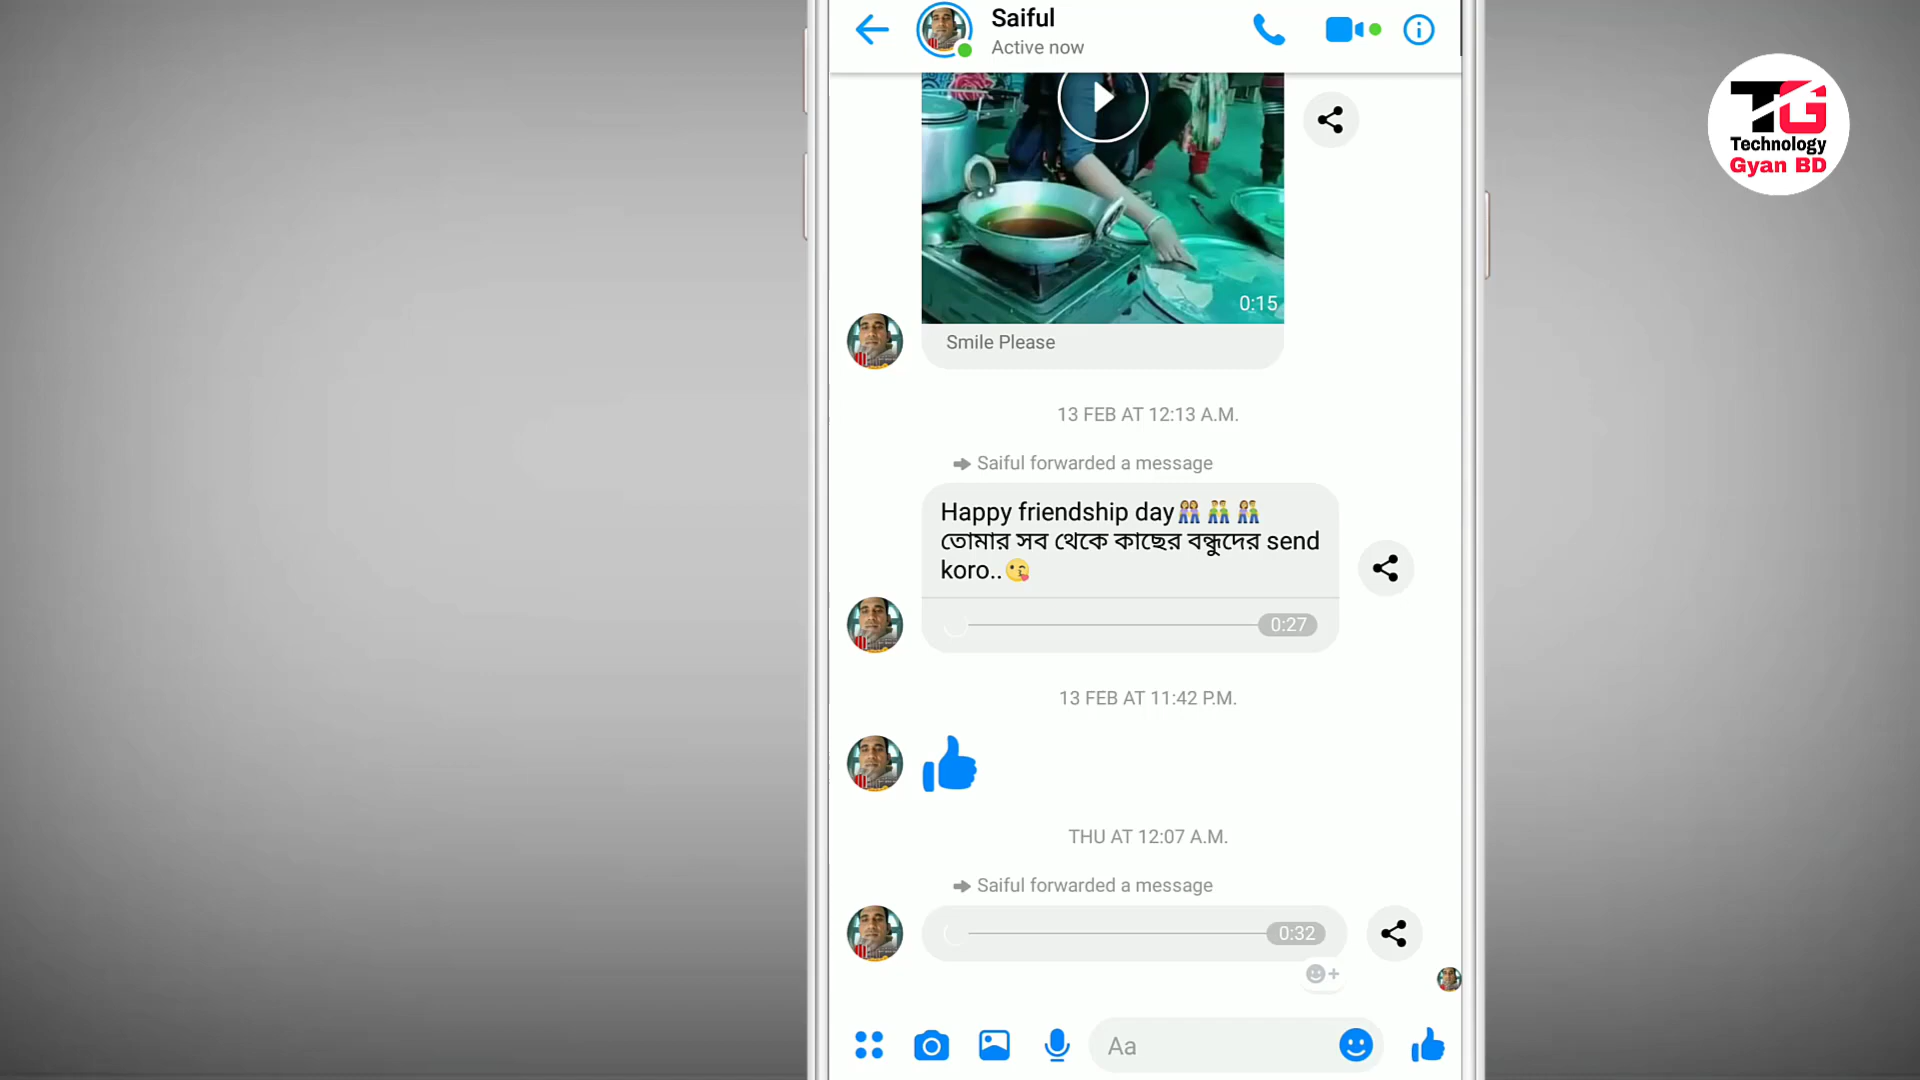 Saiful
Active now
TG
Technology
Gyan BD
0:15
Smile Please
13 FEB AT 12:13 A.M.
Saiful forwarded a message
Happy friendship day
তোমার সব থেকে কাছের বন্ধুদের send
koro..
0:27
13 FEB AT 11:42 P.M.
THU AT 12:07 A.M.
Saiful forwarded a message
0:32
Aa